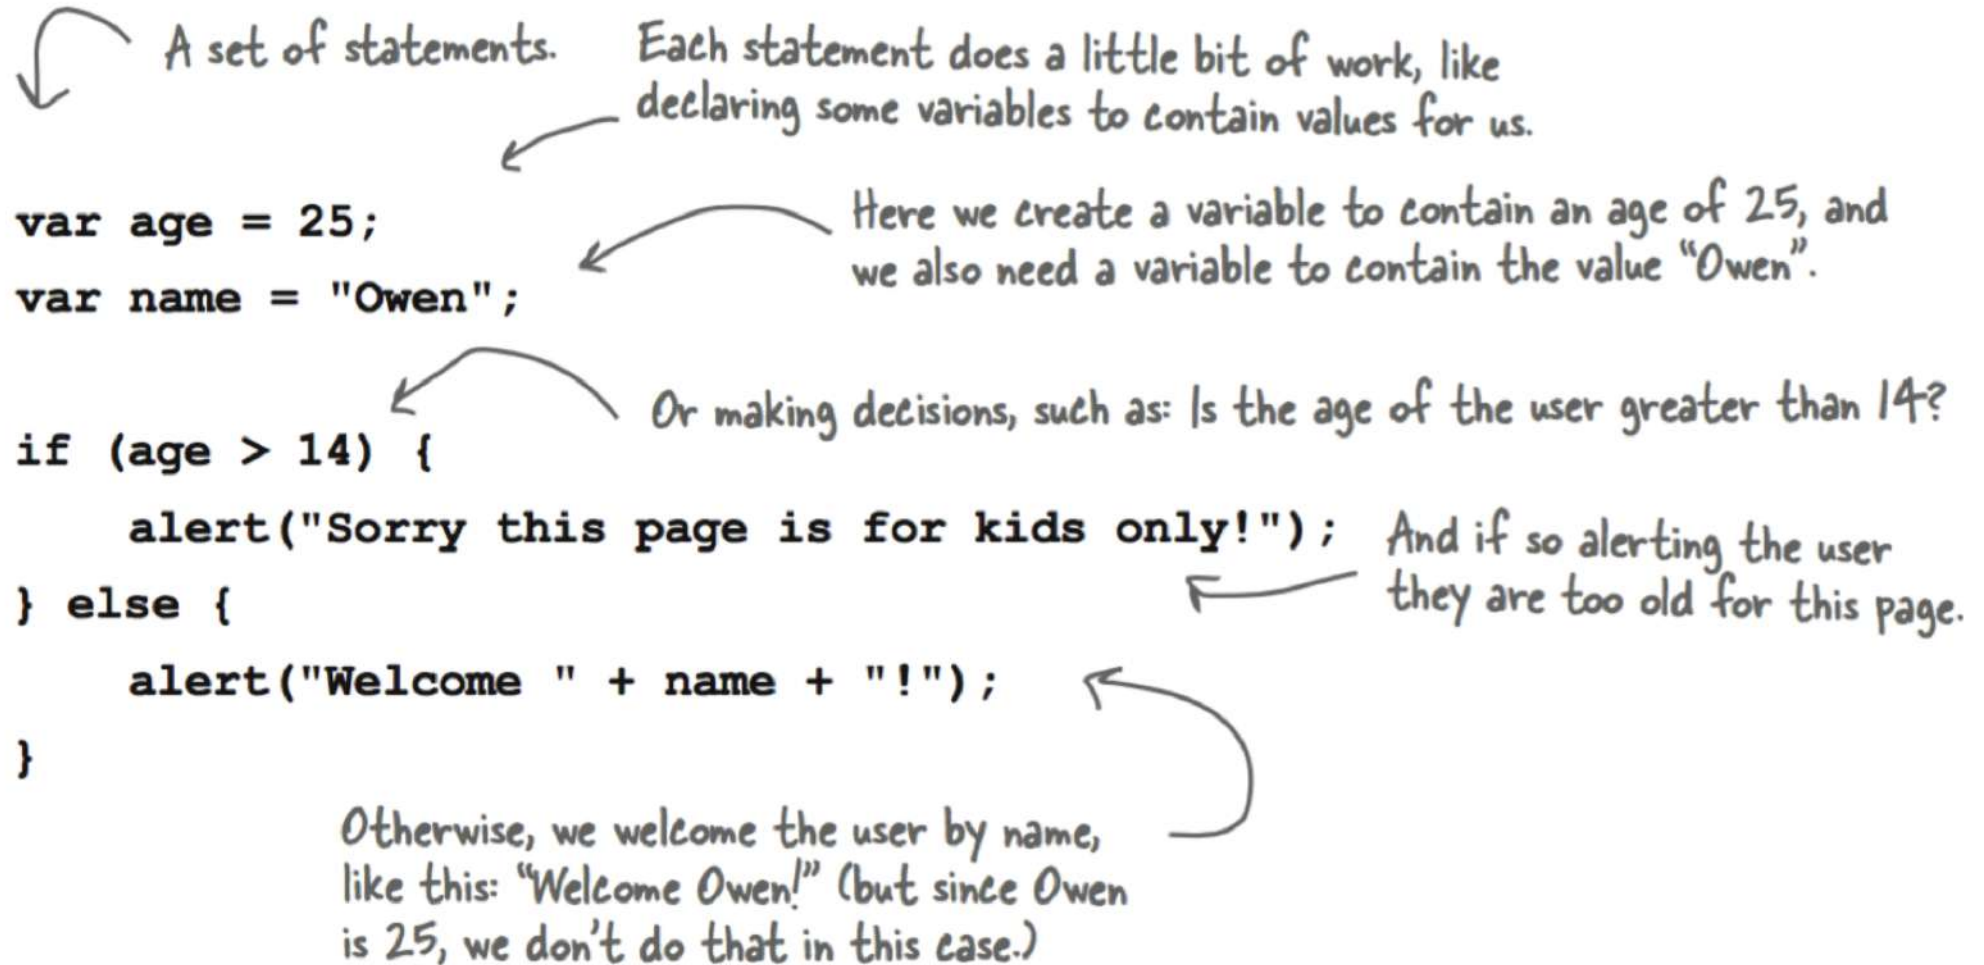 A set of statements.
Each statement does a little bit of work, like
declaring some variables to contain values for us.
var age = 25;
var name = "Owen";
Here we create a variable to contain an age of 25, and
we also need a variable to contain the value “Owen”.
Or making decisions, such as: Is the age of the user greater than 14?
if (age > 14) {
    alert("Sorry this page is for kids only!");
And if so alerting the user
they are too old for this page.
} else {
    alert("Welcome " + name + "!");
}
Otherwise, we welcome the user by name,
like this: “Welcome Owen!” (but since Owen
is 25, we don't do that in this case.)